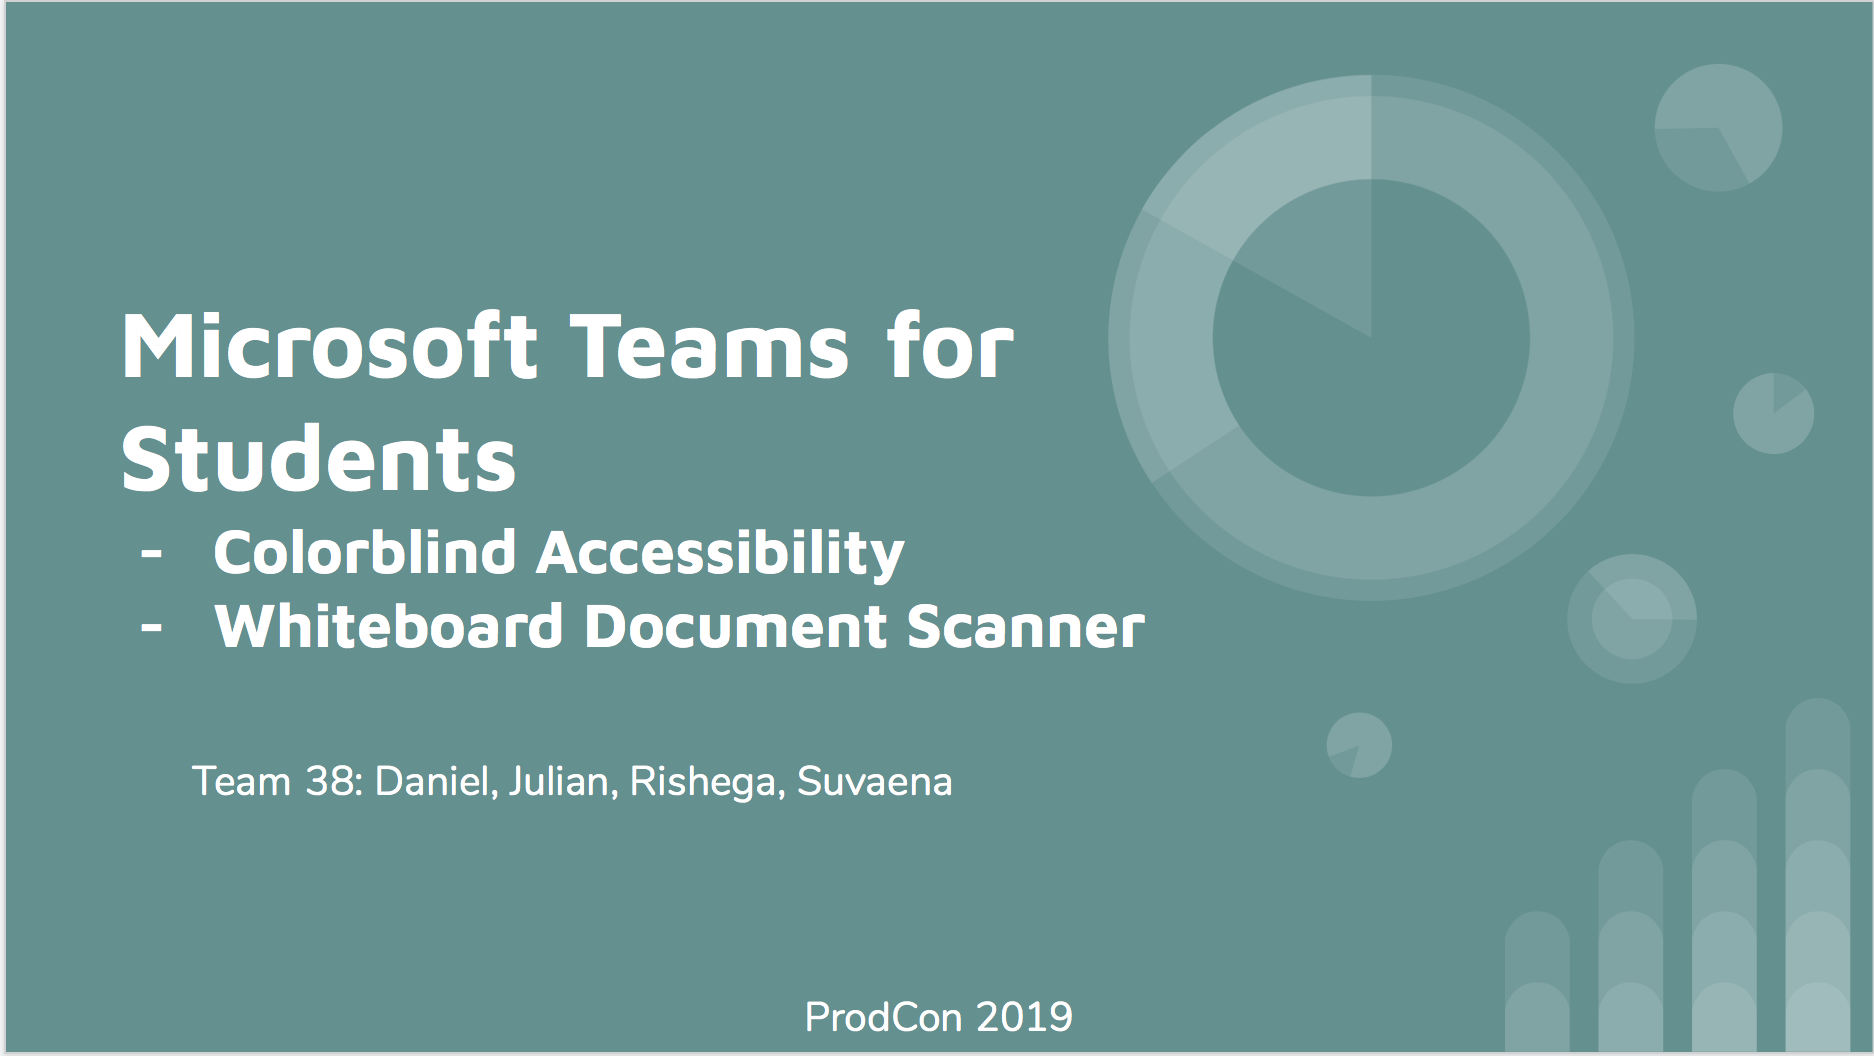 Microsoft Teams for
Students
- Colorblind Accessibility
- Whiteboard Document Scanner
Team 38: Daniel, Julian, Rishega, Suvaena
ProdCon 2019